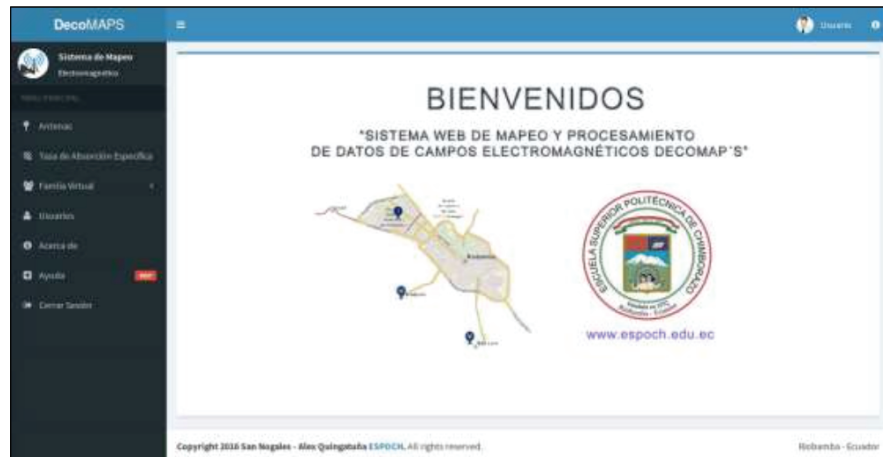 DecoMAPS
Usuario
Sistema de Mapeo
Electromagnético
Antenas
Tasa de Absorción Específica
Familia Virtual
Usuarios
Acerca de
Ayuda
Cerrar Sesión
BIENVENIDOS
"SISTEMA WEB DE MAPEO Y PROCESAMIENTO
DE DATOS DE CAMPOS ELECTROMAGNÉTICOS DECOMAP´S"
Riobamba
ESCUELA SUPERIOR POLITÉCNICA DE CHIMBORAZO
Riobamba - Ecuador
www.espoch.edu.ec
Copyright 2016 San Nogales - Alex Quingatuña ESPOCH. All rights reserved.
Riobamba - Ecuador